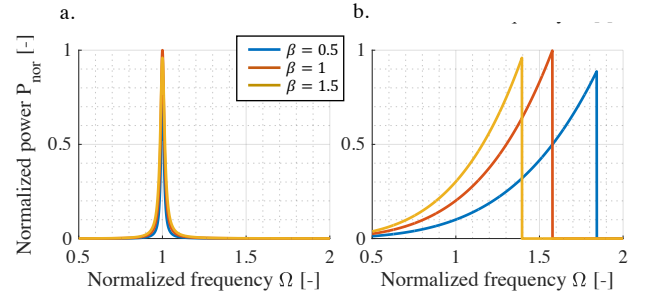 a.
b.
Normalized power P_nor [-]
1
0.5
0
0.5
1
1.5
2
Normalized frequency Ω [-]
β = 0.5
β = 1
β = 1.5
1
0.5
0
0.5
1
1.5
2
Normalized frequency Ω [-]